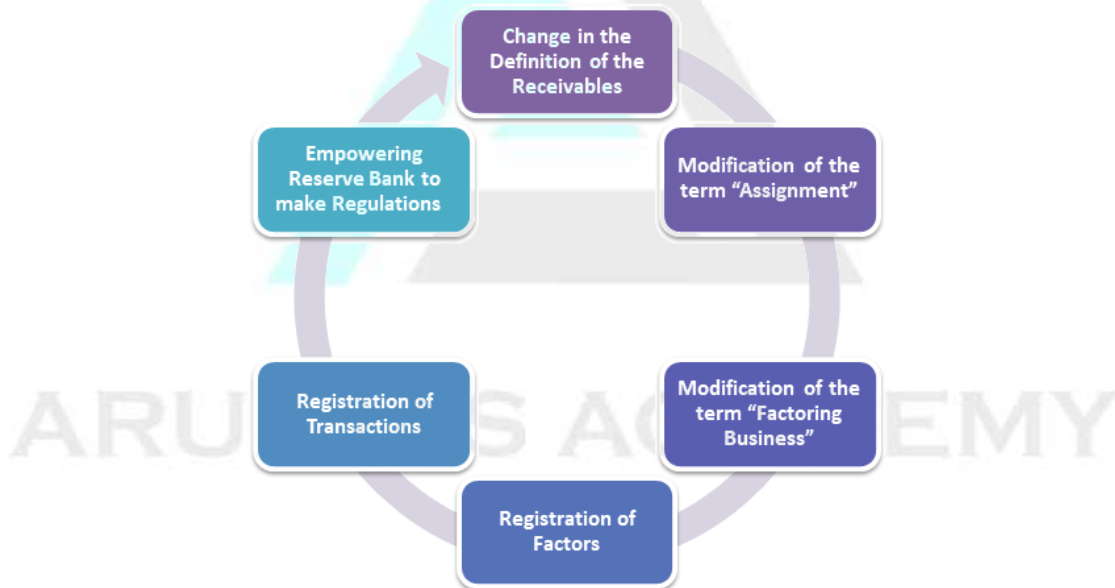 Change in the
Definition of the
Receivables
Modification of the
term “Assignment”
Modification of the
term “Factoring
Business”
Registration of
Factors
Registration of
Transactions
Empowering
Reserve Bank to
make Regulations